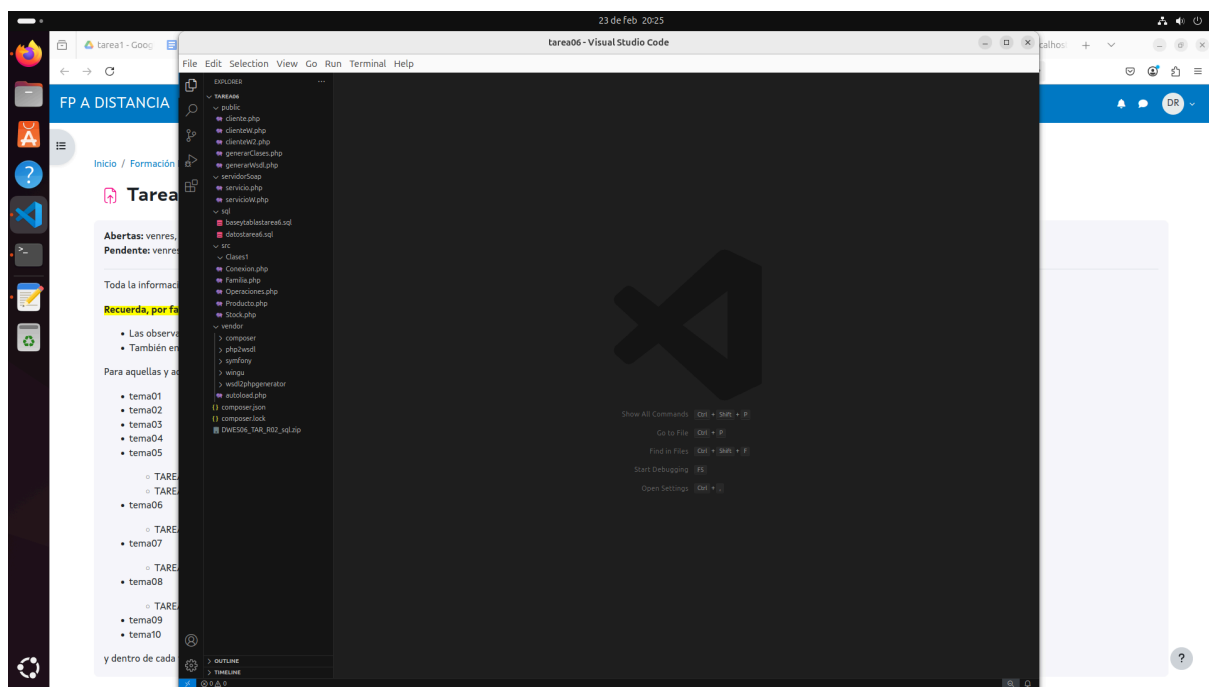 23 de feb 20:25
tarea1 - Goog
tarea06 - Visual Studio Code
calhos
File Edit Selection View Go Run Terminal Help
FP A DISTANCIA
DR
EXPLORER
TAREA06
public
cliente.php
clienteW.php
clienteW2.php
generarClases.php
generarWsdl.php
servidorSoap
servicio.php
servicioW.php
sql
baseytablastarea6.sql
datostarea6.sql
src
Clases1
Conexion.php
Familia.php
Operaciones.php
Producto.php
Stock.php
vendor
composer
php2wsdl
symfony
wingu
wsdl2phpgenerator
autoload.php
composer.json
composer.lock
DWES06_TAR_R02_sql.zip
OUTLINE
TIMELINE
0 0
Inicio / Formación
Tarea
Abertas: venres,
Pendente: venres
Toda la informaci
Recuerda, por fa
• Las observa
• También en
Para aquellas y a
• tema01
• tema02
• tema03
• tema04
• tema05
TARE
TARE
• tema06
TARE
• tema07
TARE
• tema08
TARE
• tema09
• tema10
y dentro de cada
Show All Commands Ctrl + Shift + P
Go to File Ctrl + P
Find in Files Ctrl + Shift + F
Start Debugging F5
Open Settings Ctrl + ,
?